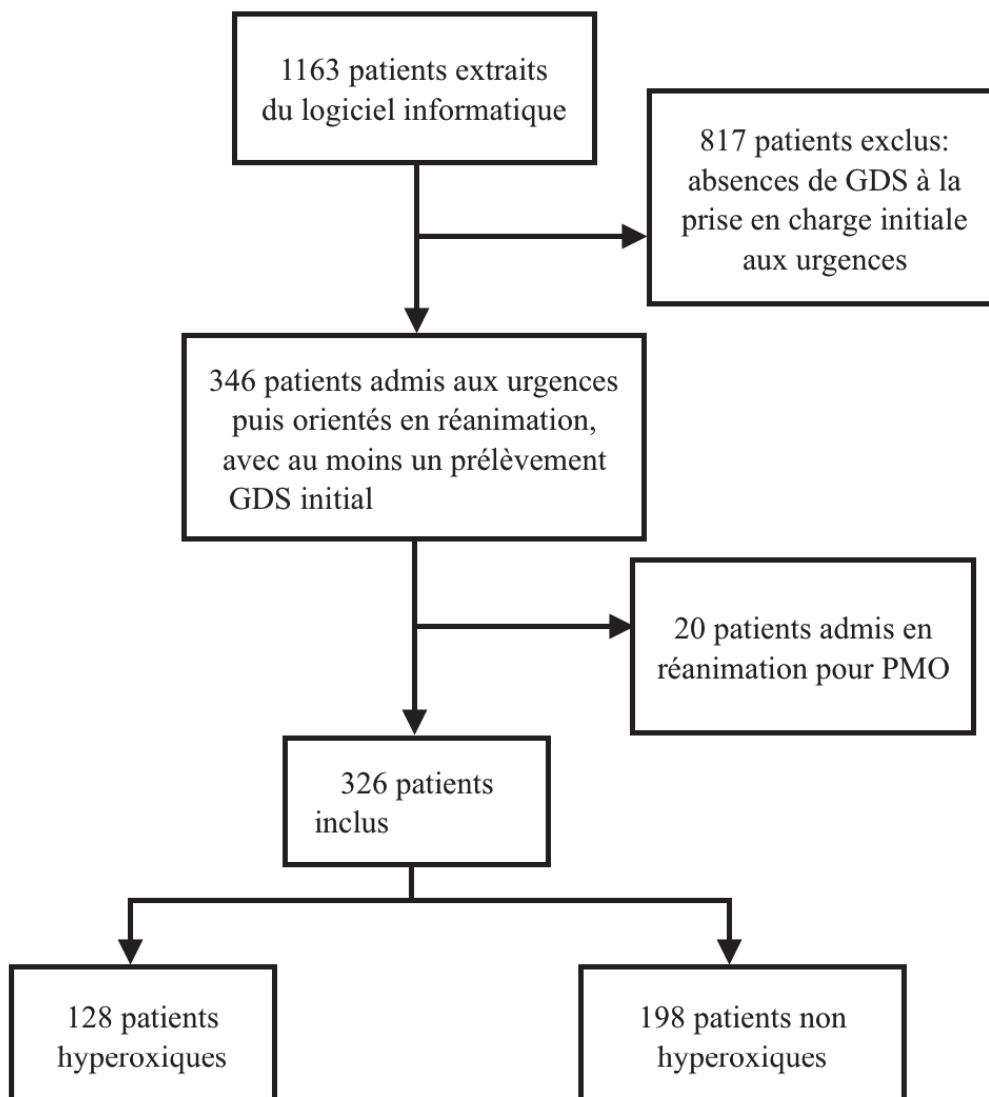 1163 patients extraits
du logiciel informatique
817 patients exclus:
absences de GDS à la
prise en charge initiale
aux urgences
346 patients admis aux urgences
puis orientés en réanimation,
avec au moins un prélèvement
GDS initial
20 patients admis en
réanimation pour PMO
326 patients
inclus
128 patients
hyperoxiques
198 patients non
hyperoxiques